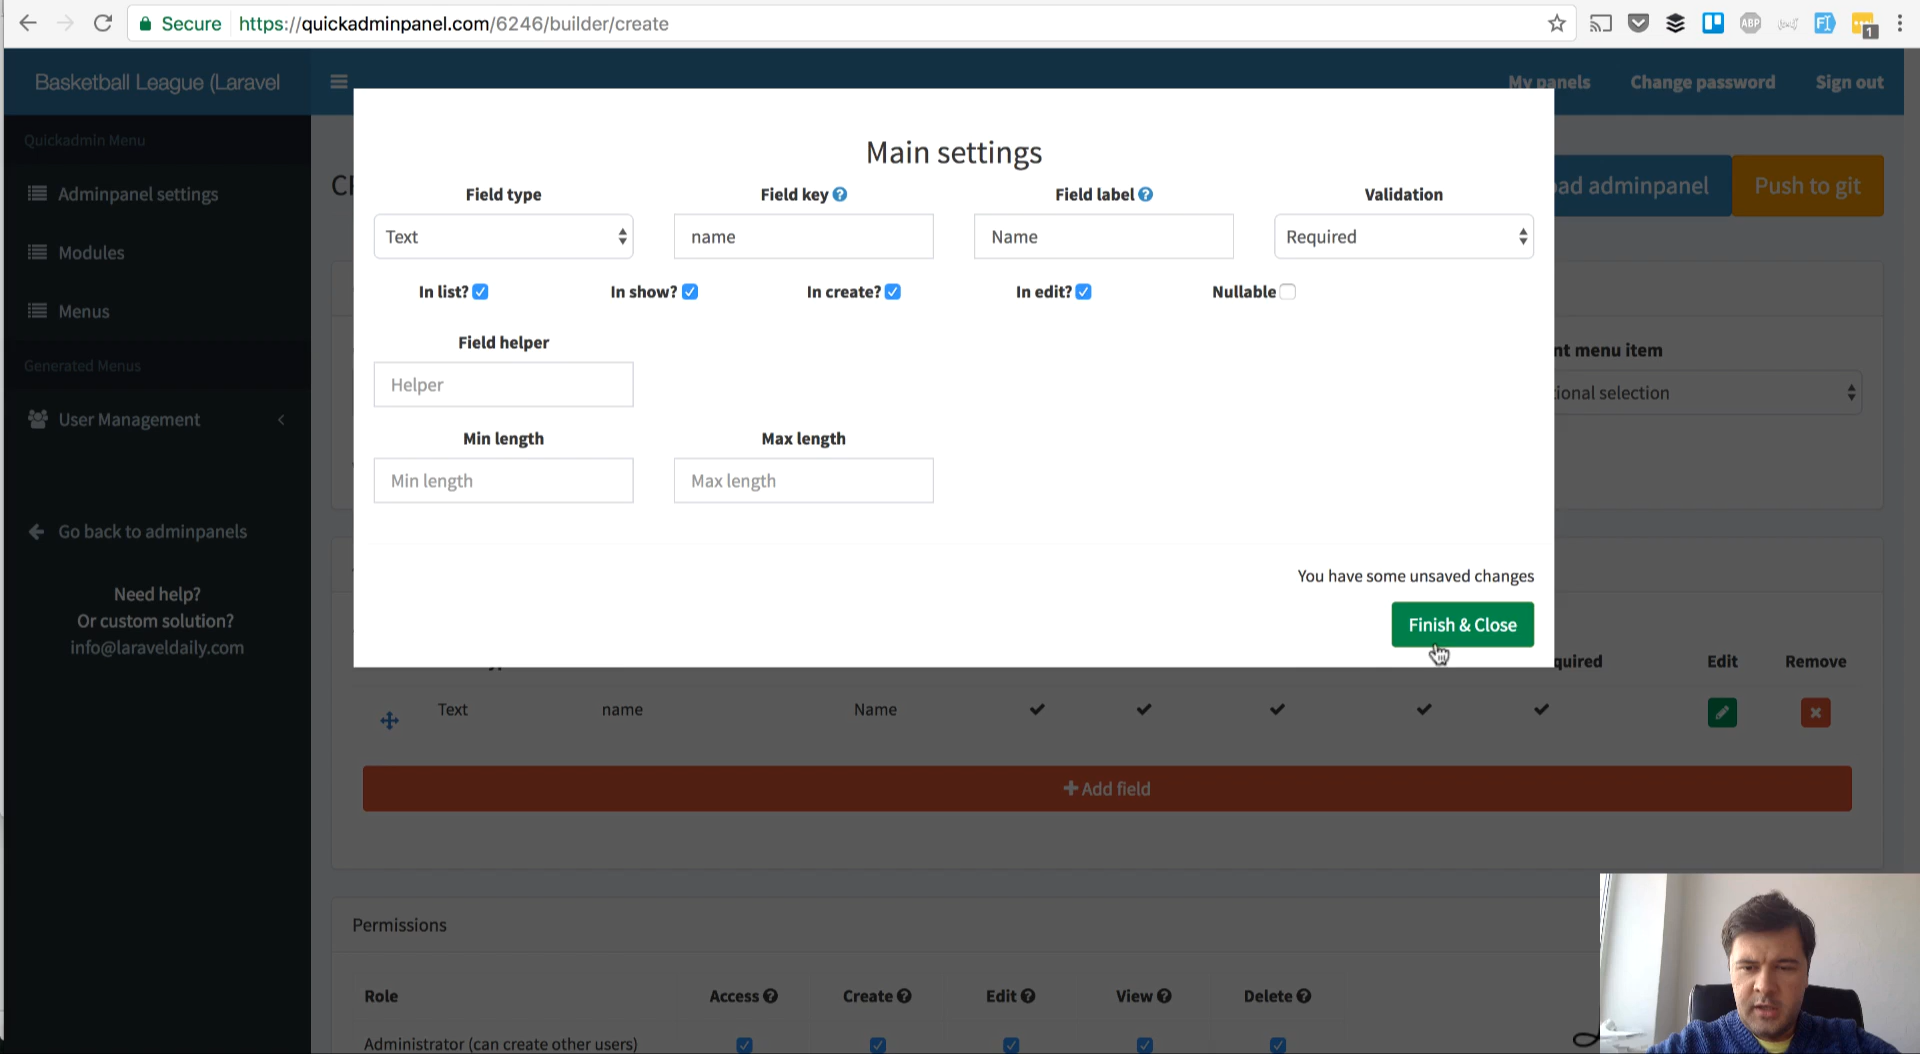 Secure https://quickadminpanel.com/6246/builder/create
ABP
1
Basketball League (Laravel
My panels
Change password
Sign out
Quickadmin Menu
Adminpanel settings
Modules
Menus
Generated Menus
User Management
Go back to adminpanels
Need help?
Or custom solution?
info@laraveldaily.com
ad adminpanel
Push to git
Main settings
Field type
Field key
Field label
Validation
Text
name
Name
Required
In list?
In show?
In create?
In edit?
Nullable
Field helper
Helper
Min length
Max length
Min length
Max length
nt menu item
ional selection
You have some unsaved changes
Finish & Close
quired
Edit
Remove
Text
name
Name
Add field
Permissions
Role
Access
Create
Edit
View
Delete
Administrator (can create other users)